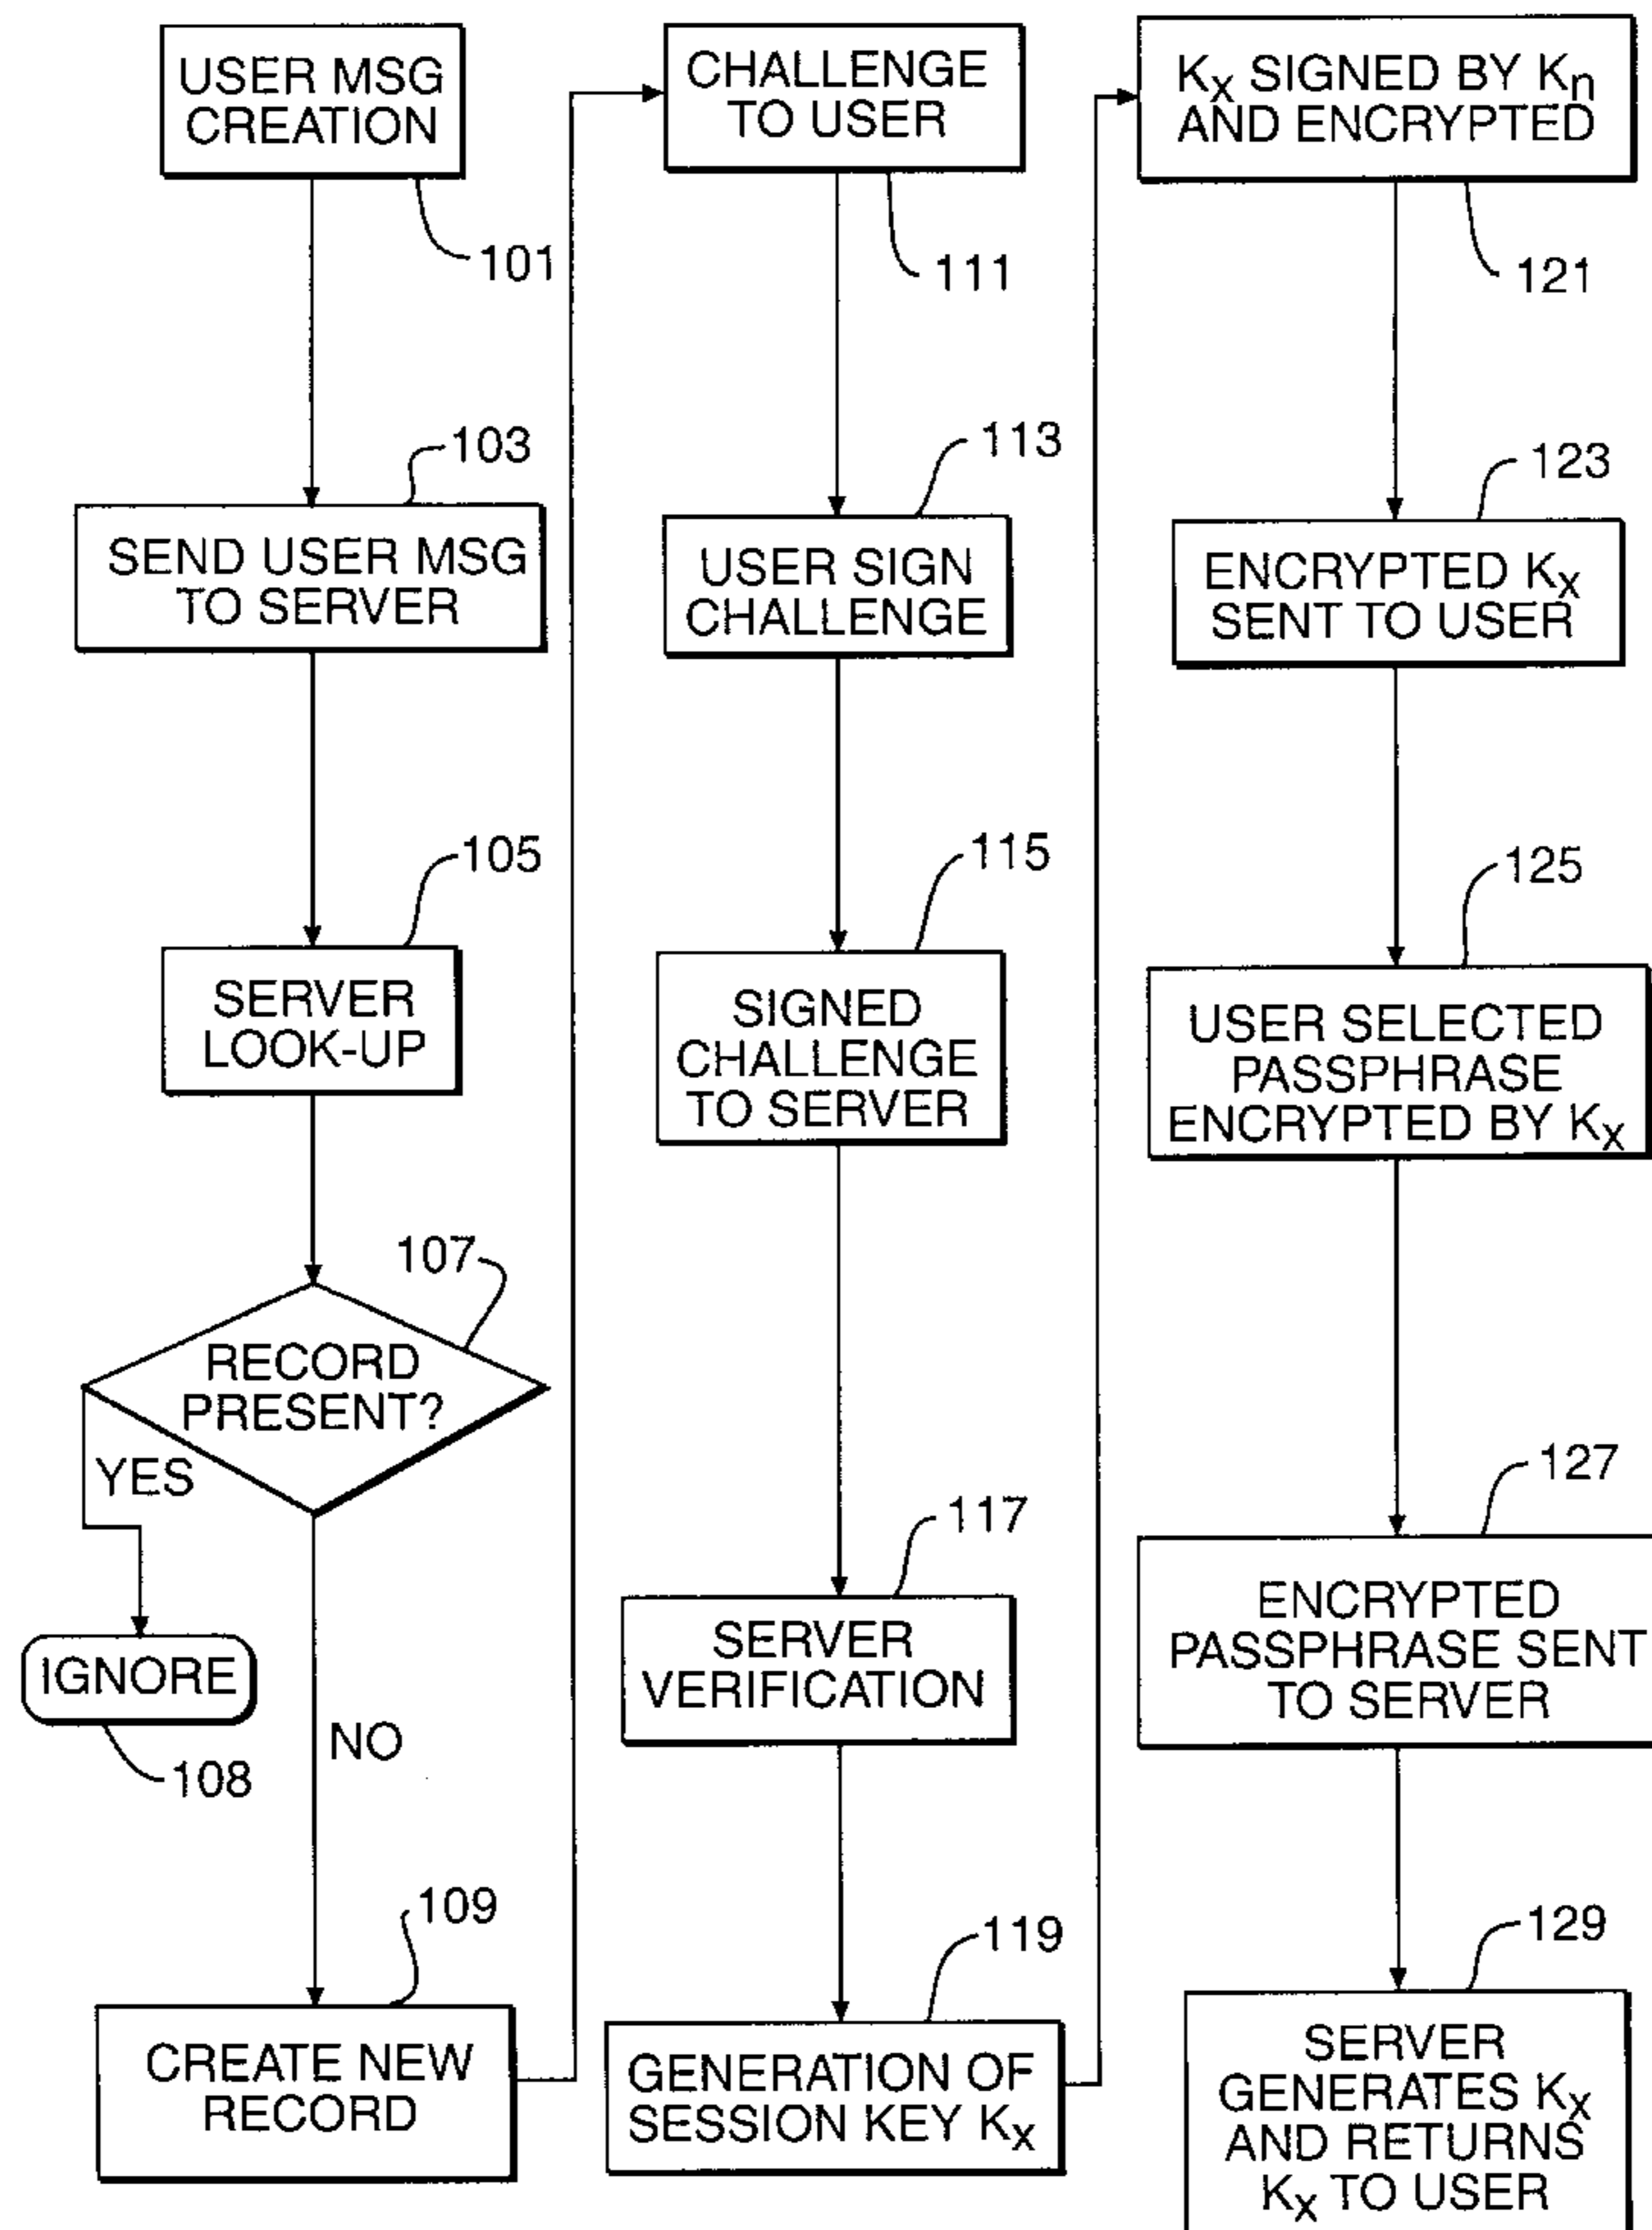 USER MSG
CREATION
101
103
SEND USER MSG
TO SERVER
105
SERVER
LOOK-UP
107
RECORD
PRESENT?
YES
IGNORE
108
NO
109
CREATE NEW
RECORD
CHALLENGE
TO USER
111
113
USER SIGN
CHALLENGE
115
SIGNED
CHALLENGE
TO SERVER
117
SERVER
VERIFICATION
119
GENERATION OF
SESSION KEY Kx
Kx SIGNED BY Kn
AND ENCRYPTED
121
123
ENCRYPTED Kx
SENT TO USER
125
USER SELECTED
PASSPHRASE
ENCRYPTED BY Kx
127
ENCRYPTED
PASSPHRASE SENT
TO SERVER
129
SERVER
GENERATES Kx
AND RETURNS
Kx TO USER